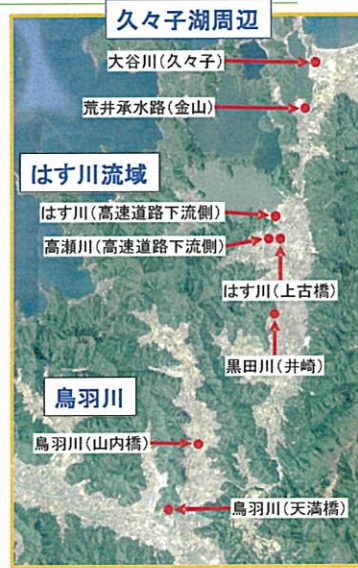 久々子湖周辺
大谷川(久々子)
荒井承水路(金山)
はす川流域
はす川(高速道路下流側)
高瀬川(高速道路下流側)
はす川(上古橋)
黒田川(井崎)
鳥羽川
鳥羽川(山内橋)
鳥羽川(天満橋)